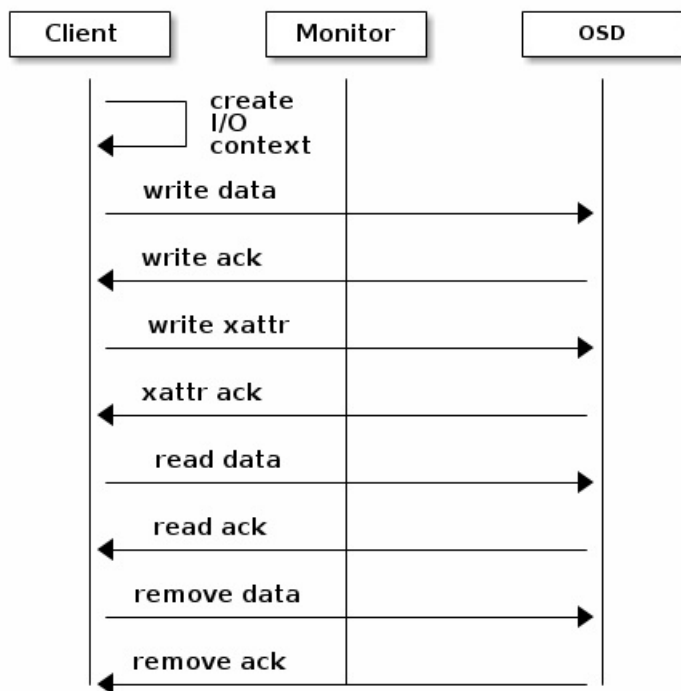 Client
Monitor
OSD
create
I/O
context
write data
write ack
write xattr
xattr ack
read data
read ack
remove data
remove ack